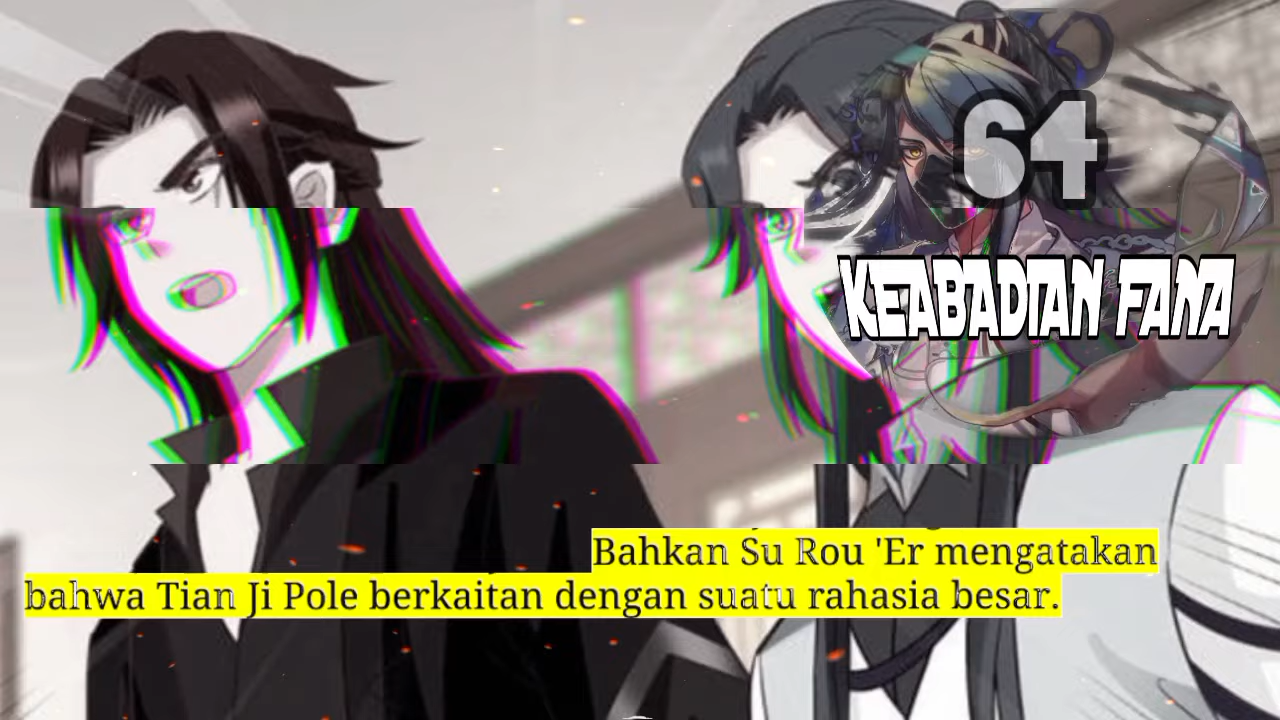 64
KEABADIAN FANA
Bahkan Su Rou 'Er mengatakan
bahwa Tian Ji Pole berkaitan dengan suatu rahasia besar.